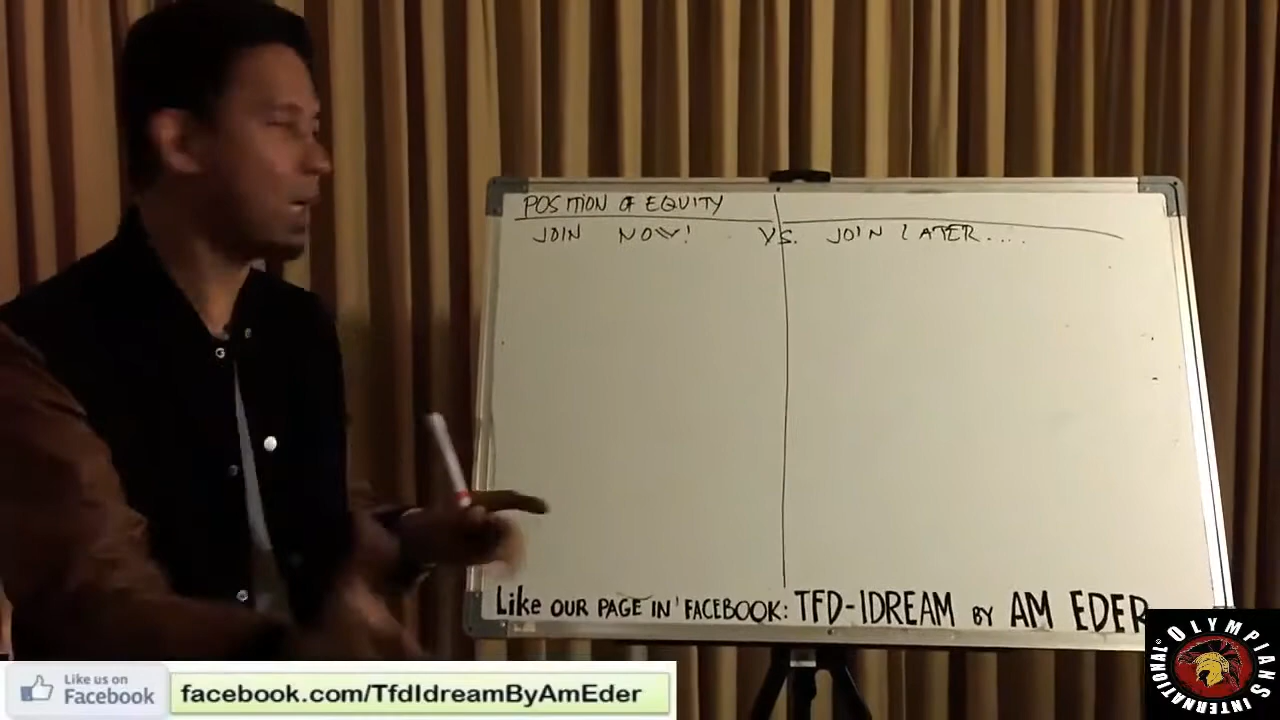 POSITION OF EQUITY
JOIN NOW! VS. JOIN LATER....
Like OUR PAGE IN FACEBOOK: TFD-IDREAM BY AM EDER
Like us on
Facebook
facebook.com/TfdIdreamByAmEder
OLYMPIANS INTERNATIONAL